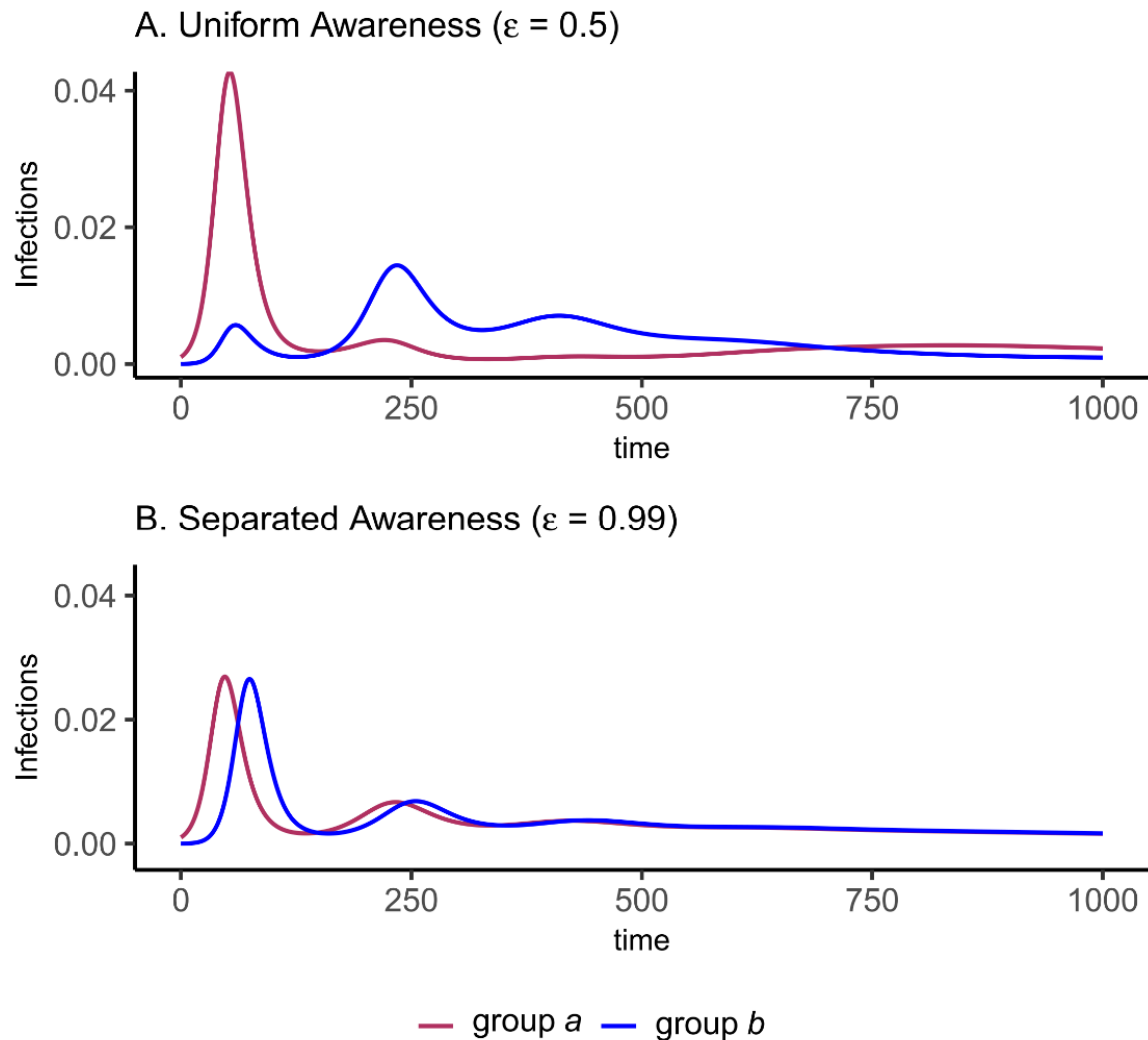 A. Uniform Awareness (ε = 0.5)
Infections
0.04
0.02
0.00
0 250 500 750 1000
time
B. Separated Awareness (ε = 0.99)
Infections
0.04
0.02
0.00
0 250 500 750 1000
time
group a group b